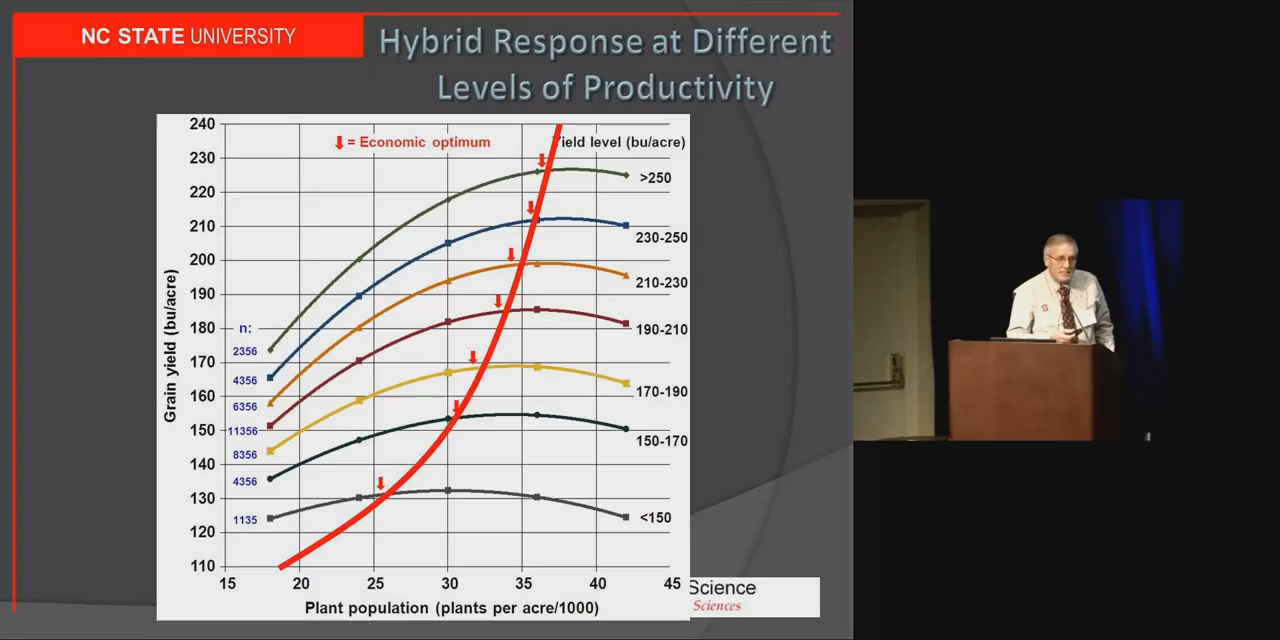 NC STATE UNIVERSITY
Hybrid Response at Different
Levels of Productivity
= Economic optimum
Yield level (bu/acre)
240
230
220
210
200
190
180
170
160
150
140
130
120
110
Grain yield (bu/acre)
n:
2356
4356
6356
11356
8356
4356
1135
>250
230-250
210-230
190-210
170-190
150-170
<150
15 20 25 30 35 40 45
Plant population (plants per acre/1000)
Science
Sciences